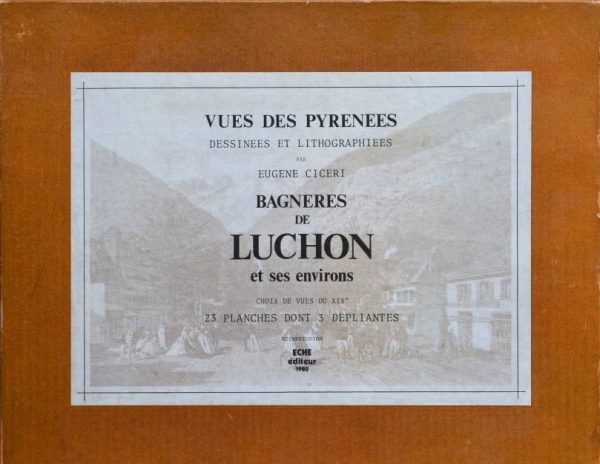 VUES DES PYRENEES
DESSINEES ET LITHOGRAPHIEES
PAR
EUGENE CICERI
BAGNERES
DE
LUCHON
et ses environs
CHOIX DE VUES DU XIX°
23 PLANCHES DONT 3 DEPLIANTES
REIMPRESSION
ECHE
éditeur
1980